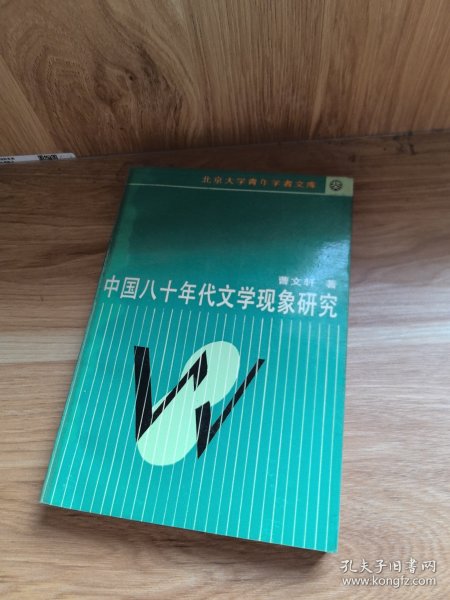 北京大学青年学者文库
曹文轩 著
中国八十年代文学现象研究
孔夫子旧书网
www.kongfz.com